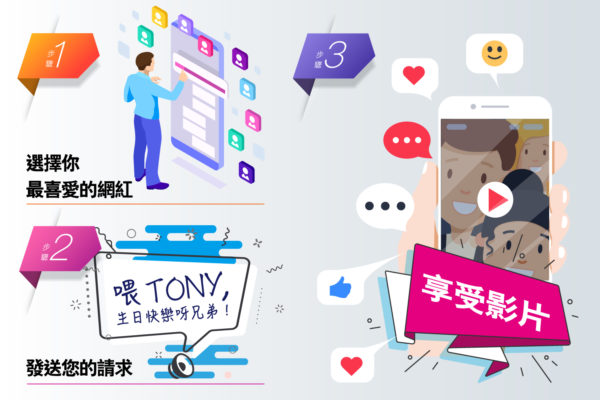 步驟 1
選擇你
最喜愛的網紅
步驟 2
喂 TONY,
生日快樂呀兄弟！
發送您的請求
步驟 3
享受影片